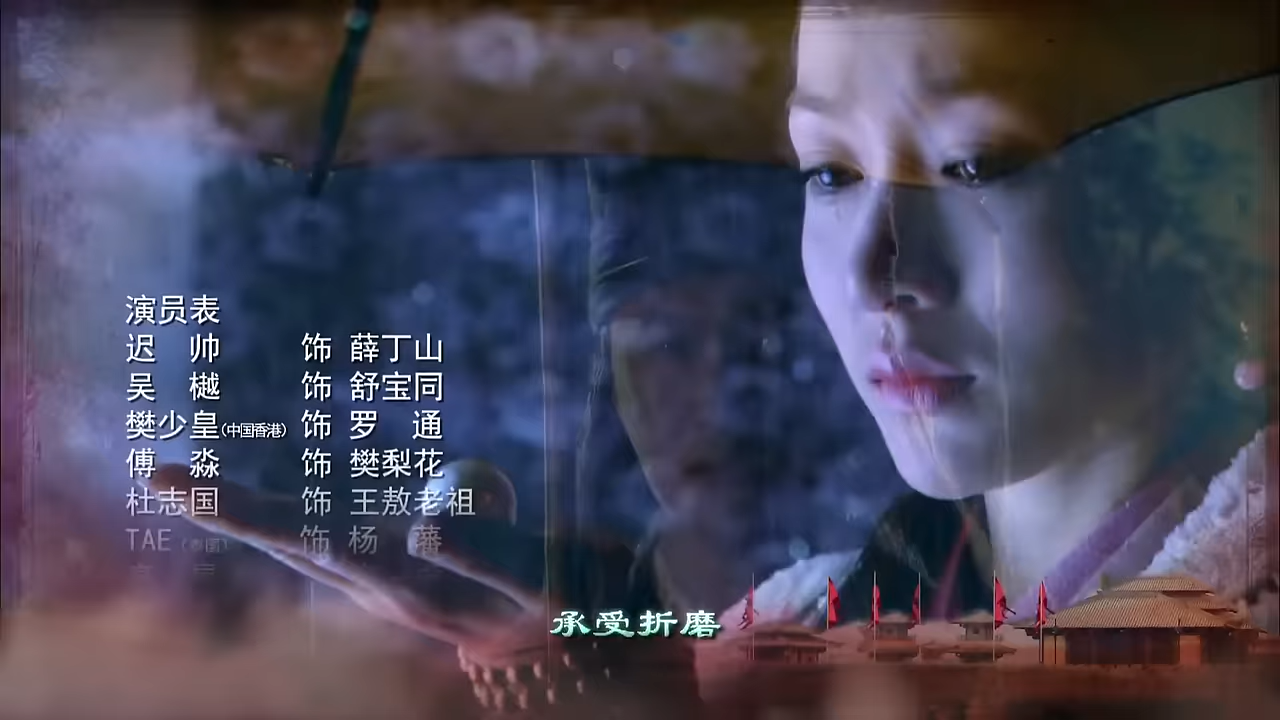 演员表
迟 帅 饰 薛丁山
吴 樾 饰 舒宝同
樊少皇(中国香港) 饰 罗 通
傅 淼 饰 樊梨花
杜志国 饰 王敖老祖
TAE (泰国) 饰 杨 藩
承受折磨